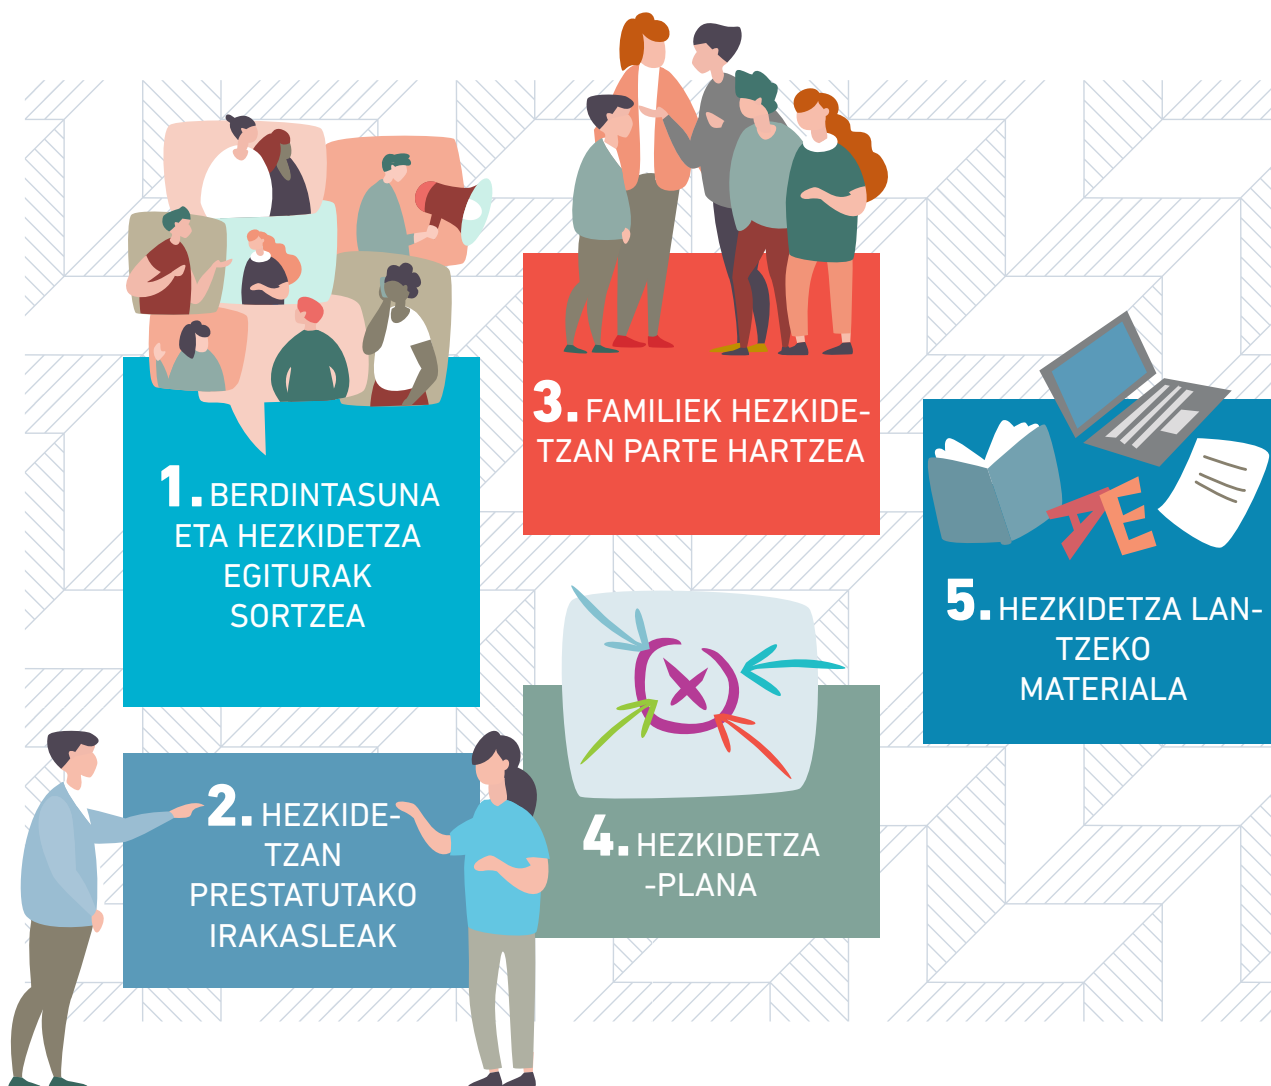 1. BERDINTASUNA
ETA HEZKIDETZA
EGITURAK
SORTZEA
2. HEZKIDE-
TZAN
PRESTATUTAKO
IRAKASLEAK
3. FAMILIEK HEZKIDE-
TZAN PARTE HARTZEA
4. HEZKIDETZA
-PLANA
5. HEZKIDETZA LAN-
TZEKO
MATERIALA
AE